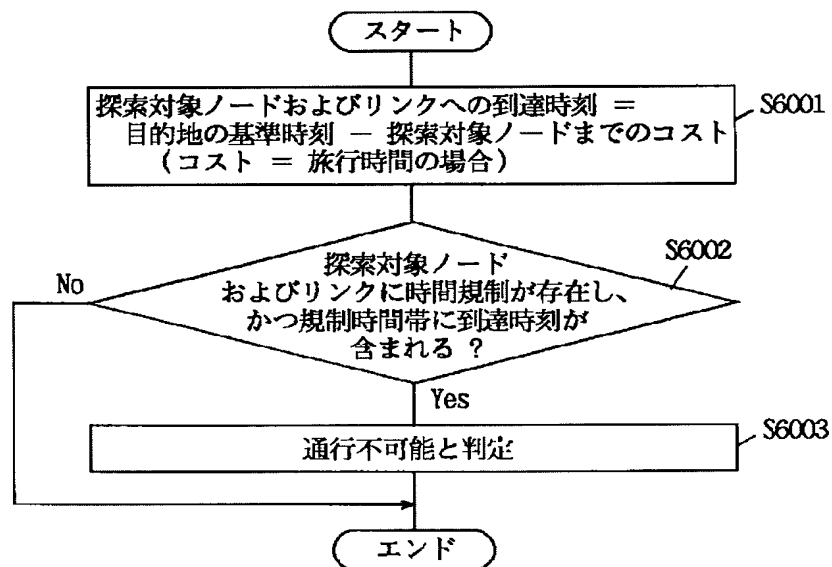 スタート
探索対象ノードおよびリンクへの到達時刻 =
目的地の基準時刻 － 探索対象ノードまでのコスト
(コスト = 旅行時間の場合)
S6001
探索対象ノード
およびリンクに時間規制が存在し、
かつ規制時間帯に到達時刻が
含まれる ?
S6002
No
Yes
通行不可能と判定
S6003
エンド